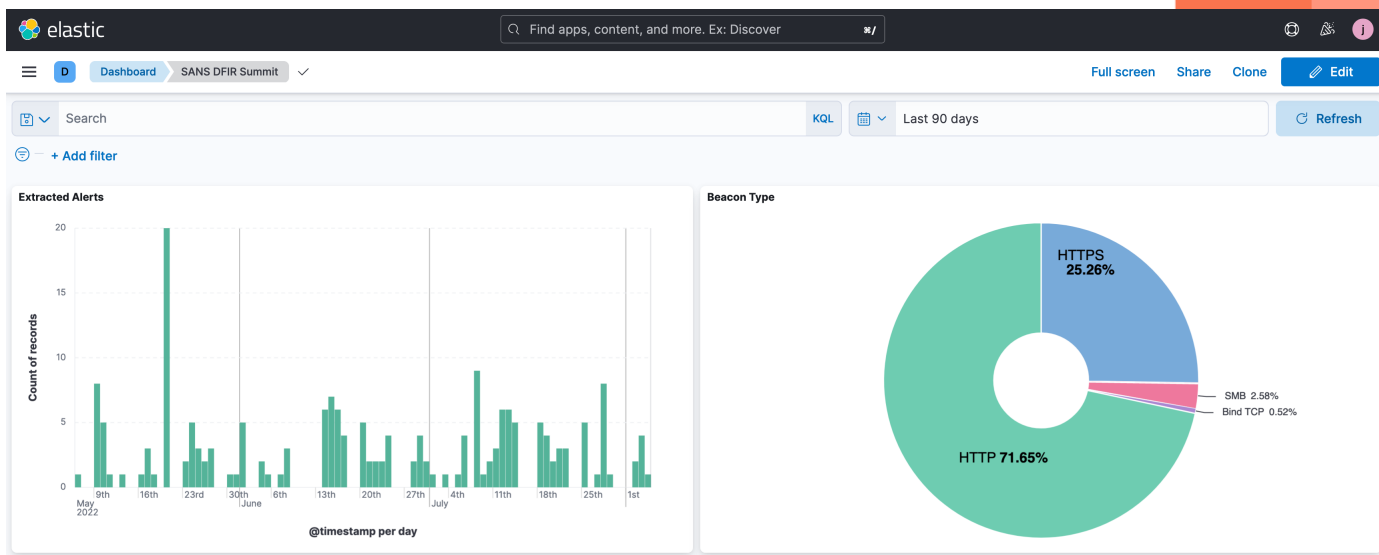 elastic
Find apps, content, and more. Ex: Discover
⌘/
j
D
Dashboard
SANS DFIR Summit
Full screen
Share
Clone
Edit
Search
KQL
Last 90 days
Refresh
+ Add filter
Extracted Alerts
20
15
10
5
0
Count of records
9th
16th
23rd
30th
6th
13th
20th
27th
4th
11th
18th
25th
1st
May
2022
June
July
@timestamp per day
Beacon Type
HTTPS
25.26%
SMB 2.58%
Bind TCP 0.52%
HTTP 71.65%